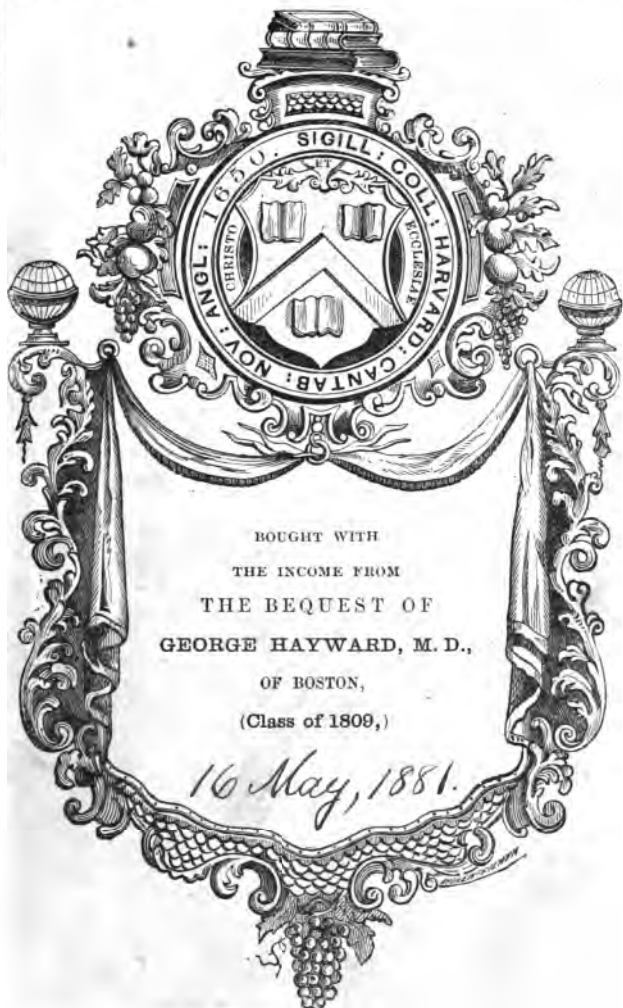 SIGILL: COLL: HARVARD: CANTAB: NOV: ANGL: 1650.
CHRISTO
ET
ECCLESIAE
BOUGHT WITH
THE INCOME FROM
THE BEQUEST OF
GEORGE HAYWARD, M. D.,
OF BOSTON,
(Class of 1809,)
16 May, 1881.